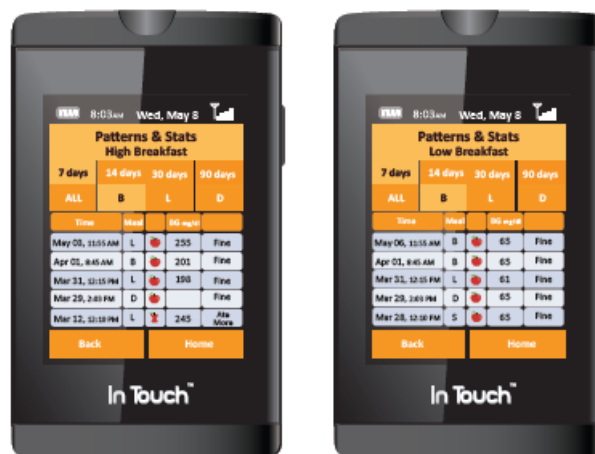 8:03AM Wed, May 8
Patterns & Stats
High Breakfast
7 days 14 days 30 days 90 days
ALL B L D
Time Meal BG mg/dl
May 03, 11:55 AM L 255 Fine
Apr 01, 8:45 AM B 201 Fine
Mar 31, 12:15 PM L 198 Fine
Mar 29, 2:03 PM D Fine
Mar 12, 12:10 PM L 245 Ate More
Back Home
In Touch™
8:03AM Wed, May 8
Patterns & Stats
Low Breakfast
7 days 14 days 30 days 90 days
ALL B L D
Time Meal BG mg/dl
May 06, 11:55 AM B 65 Fine
Apr 01, 8:45 AM B 65 Fine
Mar 31, 12:15 PM L 61 Fine
Mar 29, 2:03 PM D 65 Fine
Mar 28, 12:10 PM S 65 Fine
Back Home
In Touch™